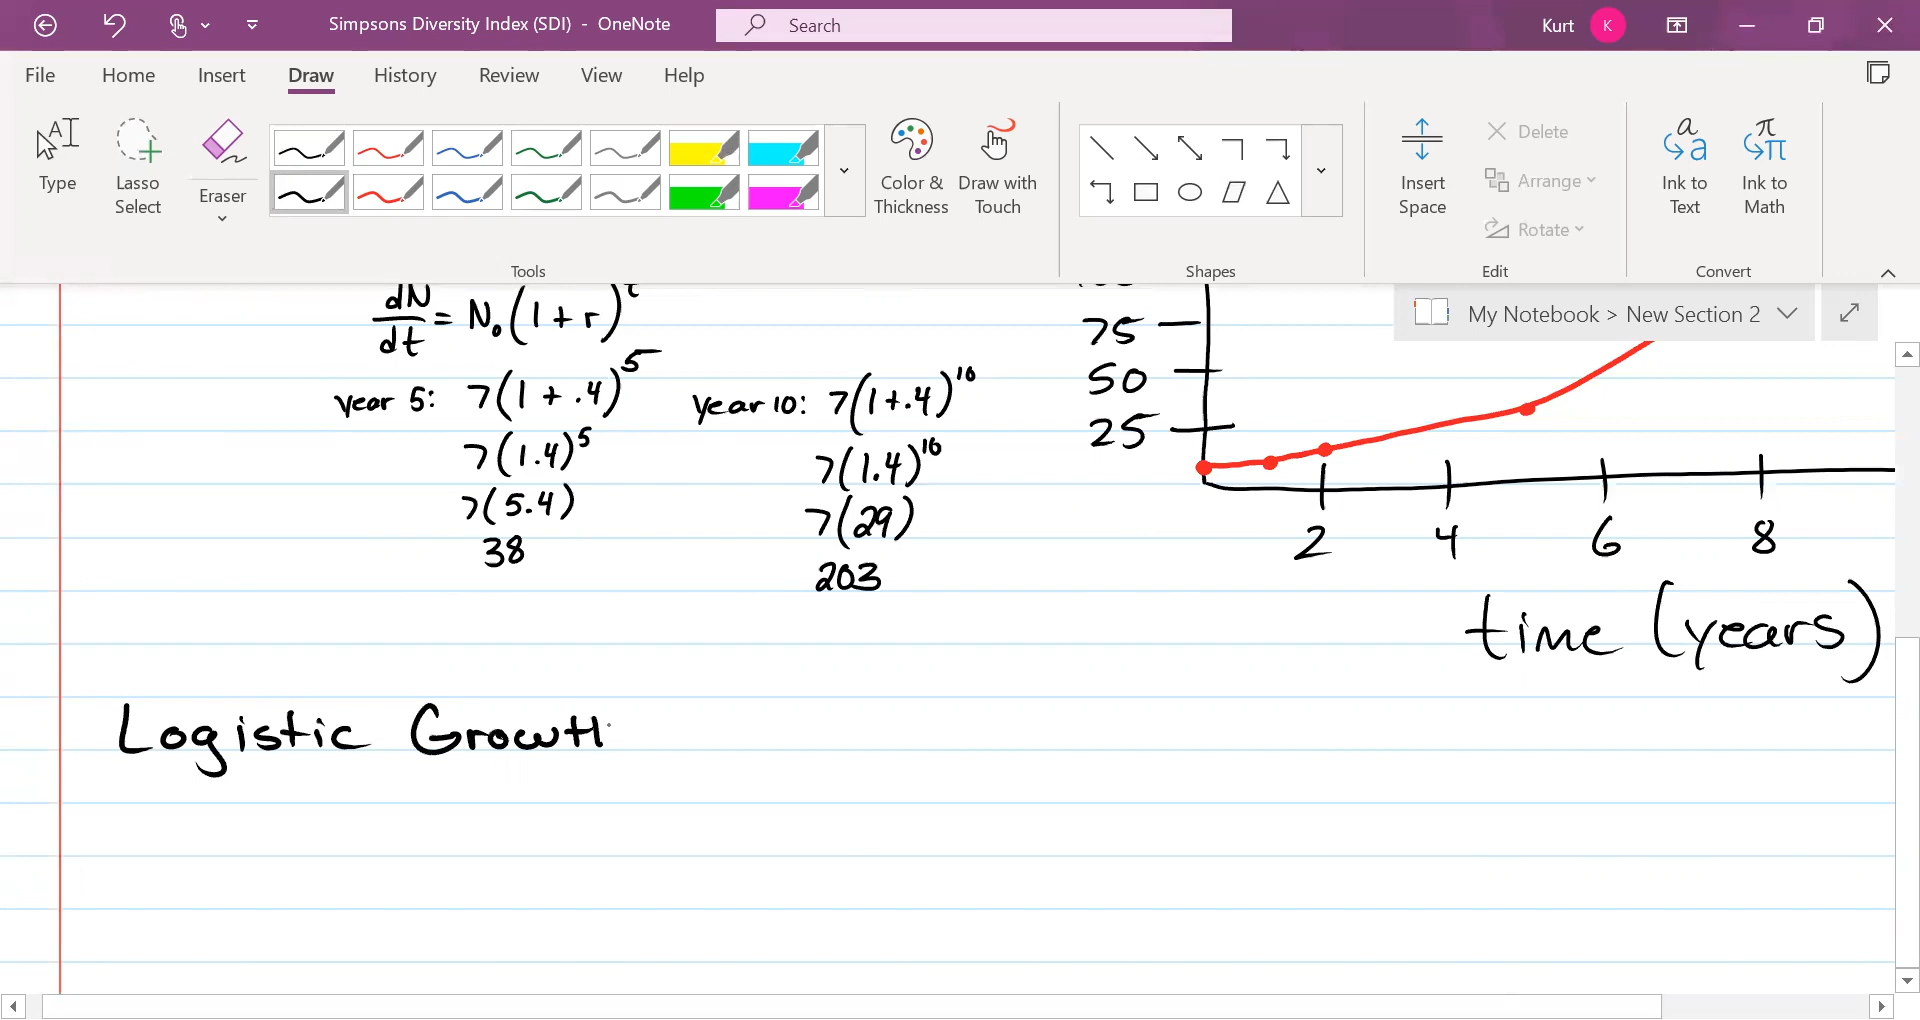 Simpsons Diversity Index (SDI) - OneNote
Search
Kurt K
File Home Insert Draw History Review View Help
Type
Lasso Select
Eraser
Color & Thickness
Draw with Touch
Insert Space
Delete
Arrange
Rotate
Ink to Text
Ink to Math
Tools Shapes Edit Convert
My Notebook > New Section 2
dN/dt = N₀(1 + r)^t
year 5: 7(1 + .4)^5
7(1.4)^5
7(5.4)
38
year 10: 7(1 + .4)^10
7(1.4)^10
7(29)
203
75
50
25
2 4 6 8
time (years)
Logistic Growth